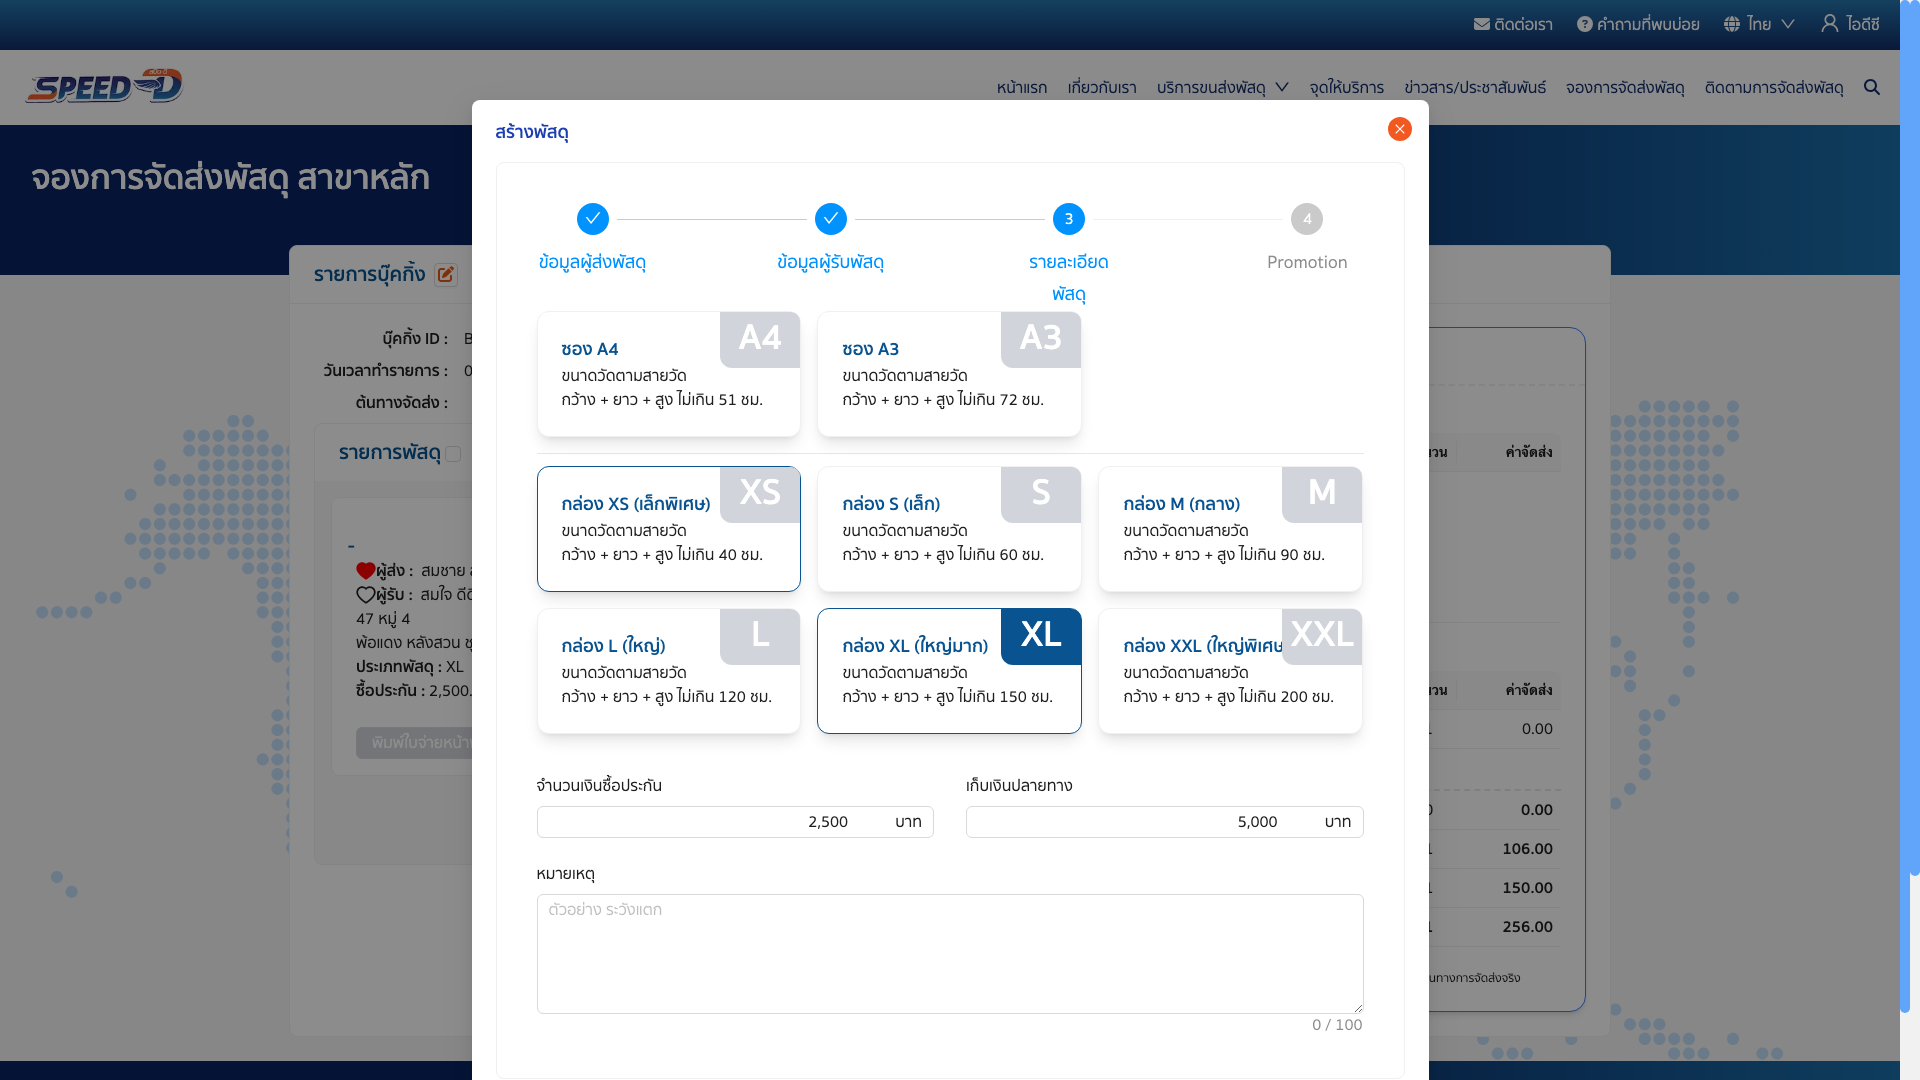 ติดต่อเรา
คำถามที่พบบ่อย
ไทย
ไอดีซี
SPEED-D
หน้าแรก
เกี่ยวกับเรา
บริการขนส่งพัสดุ
จุดให้บริการ
ข่าวสาร/ประชาสัมพันธ์
จองการจัดส่งพัสดุ
ติดตามการจัดส่งพัสดุ
จองการจัดส่งพัสดุ สาขาหลัก
รายการบุ๊คกิ้ง
บุ๊คกิ้ง ID :
วันเวลาทำรายการ :
ต้นทางจัดส่ง :
รายการพัสดุ
-
ผู้ส่ง : สมชาย
ผู้รับ : สมใจ
47 หมู่ 4
พ้อแดง หลังสวน
ประเภทพัสดุ : XL
ซื้อประกัน : 2,500.
สร้างพัสดุ
3
4
ข้อมูลผู้ส่งพัสดุ
ข้อมูลผู้รับพัสดุ
รายละเอียด
พัสดุ
Promotion
A4
ซอง A4
ขนาดวัดตามสายวัด
กว้าง + ยาว + สูง ไม่เกิน 51 ซม.
A3
ซอง A3
ขนาดวัดตามสายวัด
กว้าง + ยาว + สูง ไม่เกิน 72 ซม.
XS
กล่อง XS (เล็กพิเศษ)
ขนาดวัดตามสายวัด
กว้าง + ยาว + สูง ไม่เกิน 40 ซม.
S
กล่อง S (เล็ก)
ขนาดวัดตามสายวัด
กว้าง + ยาว + สูง ไม่เกิน 60 ซม.
M
กล่อง M (กลาง)
ขนาดวัดตามสายวัด
กว้าง + ยาว + สูง ไม่เกิน 90 ซม.
L
กล่อง L (ใหญ่)
ขนาดวัดตามสายวัด
กว้าง + ยาว + สูง ไม่เกิน 120 ซม.
XL
กล่อง XL (ใหญ่มาก)
ขนาดวัดตามสายวัด
กว้าง + ยาว + สูง ไม่เกิน 150 ซม.
XXL
กล่อง XXL (ใหญ่พิเศษ
ขนาดวัดตามสายวัด
กว้าง + ยาว + สูง ไม่เกิน 200 ซม.
จำนวนเงินซื้อประกัน
2,500 บาท
เก็บเงินปลายทาง
5,000 บาท
หมายเหตุ
ตัวอย่าง ระวังแตก
0 / 100
ค่าจัดส่ง
ค่าจัดส่ง
0.00
0.00
106.00
150.00
256.00